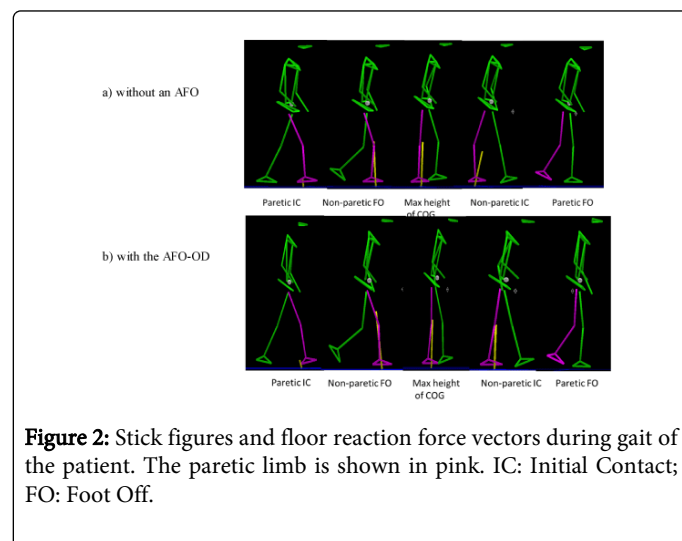 a) without an AFO
Paretic IC Non-paretic FO Max height of COG Non-paretic IC Paretic FO
b) with the AFO-OD
Paretic IC Non-paretic FO Max height of COG Non-paretic IC Paretic FO
Figure 2: Stick figures and floor reaction force vectors during gait of
the patient. The paretic limb is shown in pink. IC: Initial Contact;
FO: Foot Off.